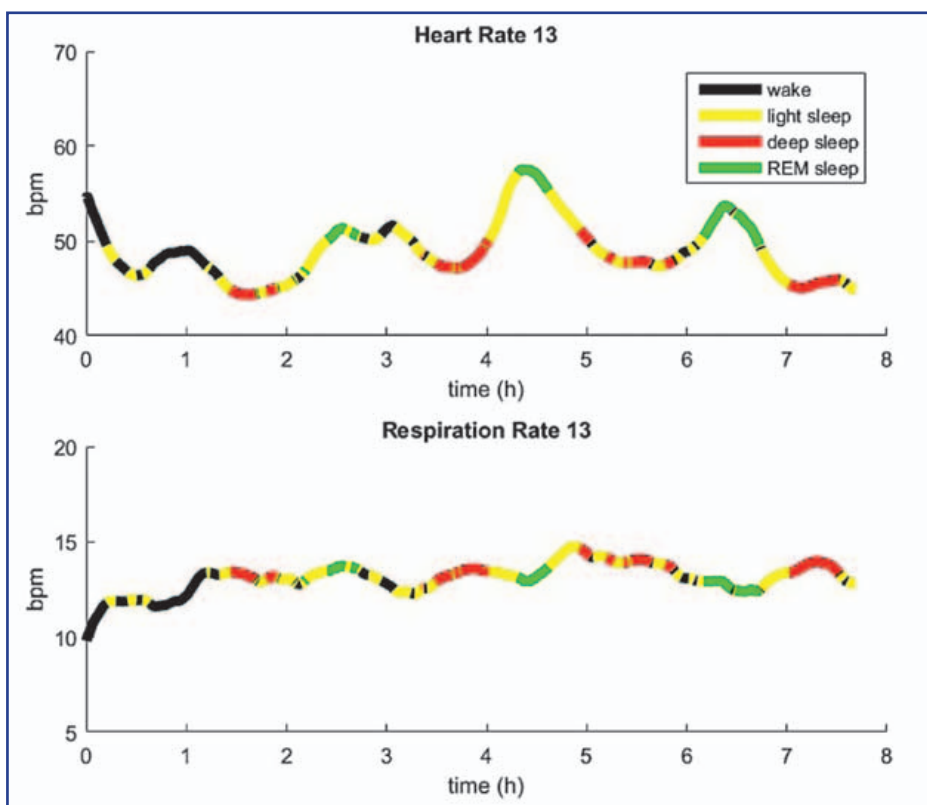 Heart Rate 13
70
60
50
40
bpm
wake
light sleep
deep sleep
REM sleep
0 1 2 3 4 5 6 7 8
time (h)
Respiration Rate 13
20
15
10
5
bpm
0 1 2 3 4 5 6 7 8
time (h)